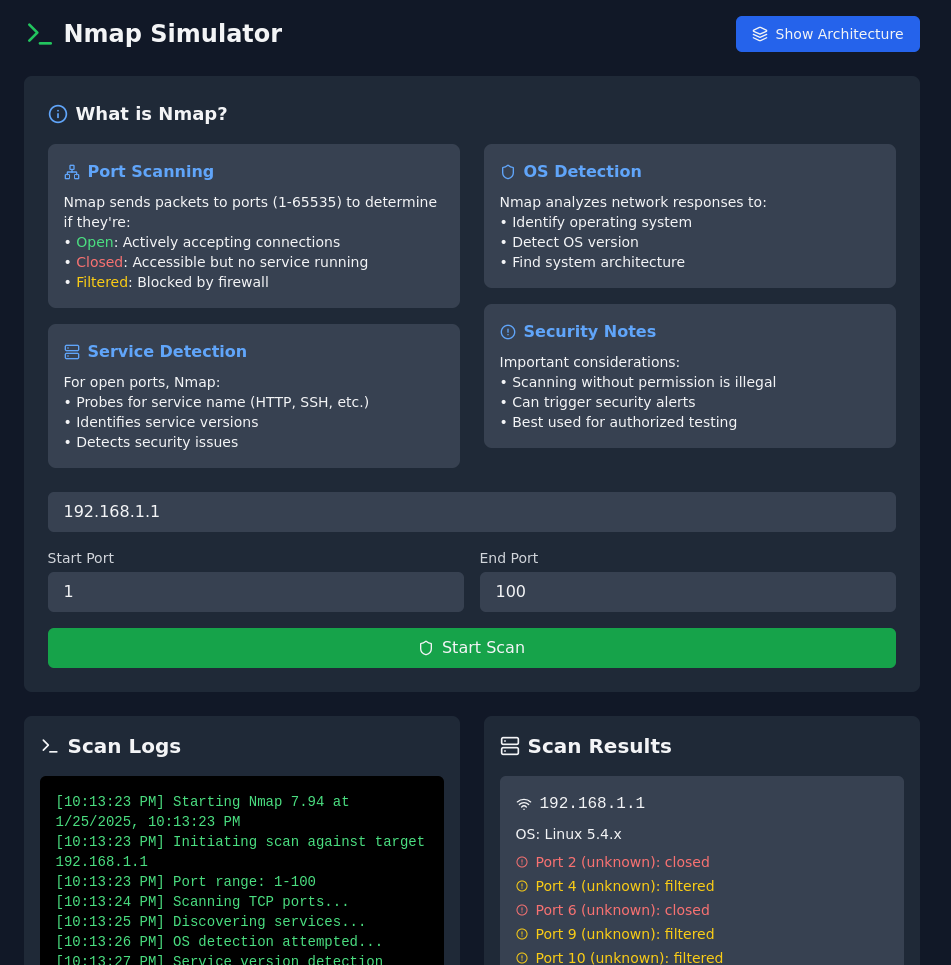 Nmap Simulator
Show Architecture
What is Nmap?
Port Scanning
Nmap sends packets to ports (1-65535) to determine
if they're:
• Open: Actively accepting connections
• Closed: Accessible but no service running
• Filtered: Blocked by firewall
OS Detection
Nmap analyzes network responses to:
• Identify operating system
• Detect OS version
• Find system architecture
Service Detection
For open ports, Nmap:
• Probes for service name (HTTP, SSH, etc.)
• Identifies service versions
• Detects security issues
Security Notes
Important considerations:
• Scanning without permission is illegal
• Can trigger security alerts
• Best used for authorized testing
192.168.1.1
Start Port
End Port
1
100
Start Scan
Scan Logs
[10:13:23 PM] Starting Nmap 7.94 at
1/25/2025, 10:13:23 PM
[10:13:23 PM] Initiating scan against target
192.168.1.1
[10:13:23 PM] Port range: 1-100
[10:13:24 PM] Scanning TCP ports...
[10:13:25 PM] Discovering services...
[10:13:26 PM] OS detection attempted...
[10:13:27 PM] Service version detection
Scan Results
192.168.1.1
OS: Linux 5.4.x
Port 2 (unknown): closed
Port 4 (unknown): filtered
Port 6 (unknown): closed
Port 9 (unknown): filtered
Port 10 (unknown): filtered